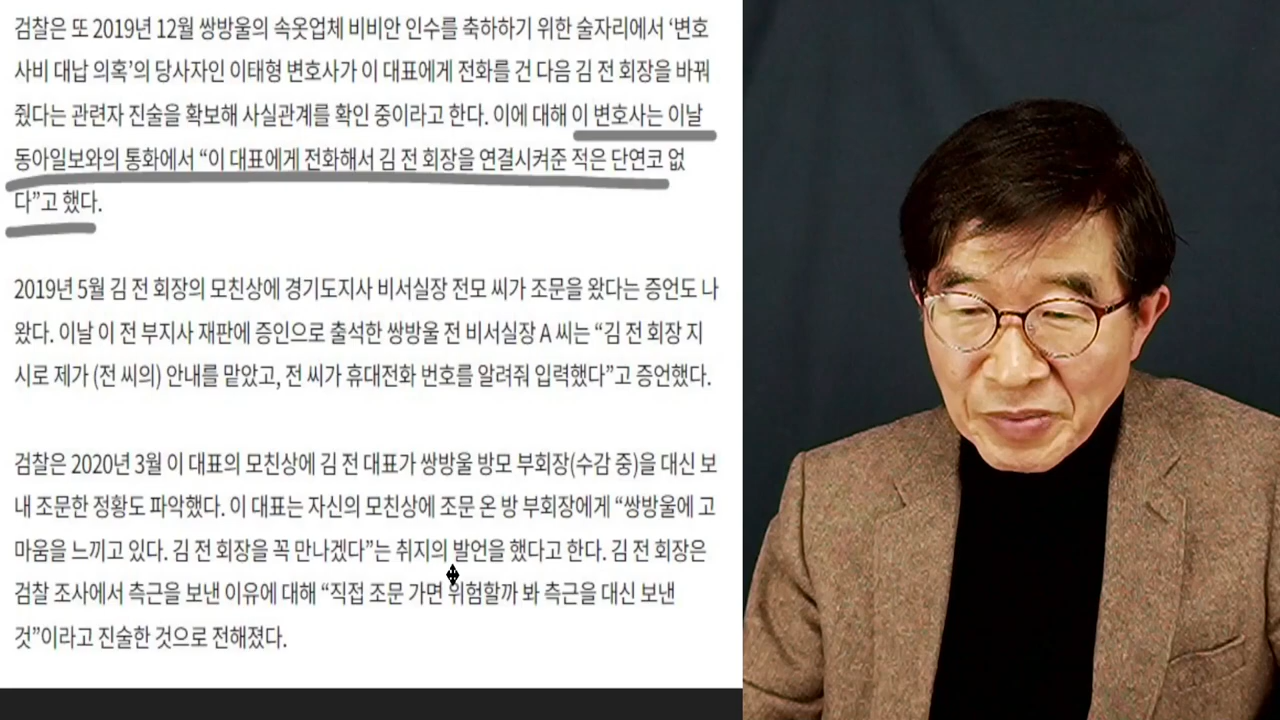 검찰은 또 2019년 12월 쌍방울의 속옷업체 비비안 인수를 축하하기 위한 술자리에서 ‘변호
사비 대납 의혹’의 당사자인 이태형 변호사가 이 대표에게 전화를 건 다음 김 전 회장을 바꿔
줬다는 관련자 진술을 확보해 사실관계를 확인 중이라고 한다. 이에 대해 이 변호사는 이날
동아일보와의 통화에서 “이 대표에게 전화해서 김 전 회장을 연결시켜준 적은 단연코 없
다”고 했다.
2019년 5월 김 전 회장의 모친상에 경기도지사 비서실장 전모 씨가 조문을 왔다는 증언도 나
왔다. 이날 이 전 부지사 재판에 증인으로 출석한 쌍방울 전 비서실장 A 씨는 “김 전 회장 지
시로 제가 (전 씨의) 안내를 맡았고, 전 씨가 휴대전화 번호를 알려줘 입력했다”고 증언했다.
검찰은 2020년 3월 이 대표의 모친상에 김 전 대표가 쌍방울 방모 부회장(수감 중)을 대신 보
내 조문한 정황도 파악했다. 이 대표는 자신의 모친상에 조문 온 방 부회장에게 “쌍방울에 고
마움을 느끼고 있다. 김 전 회장을 꼭 만나겠다”는 취지의 발언을 했다고 한다. 김 전 회장은
검찰 조사에서 측근을 보낸 이유에 대해 “직접 조문 가면 위험할까 봐 측근을 대신 보낸
것”이라고 진술한 것으로 전해졌다.